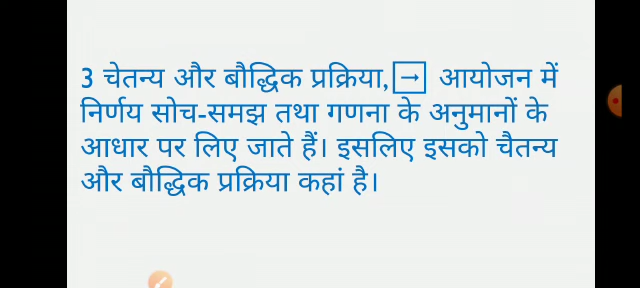 3 चेतन्य और बौद्धिक प्रक्रिया,→ आयोजन में
निर्णय सोच-समझ तथा गणना के अनुमानों के
आधार पर लिए जाते हैं। इसलिए इसको चैतन्य
और बौद्धिक प्रक्रिया कहां है।